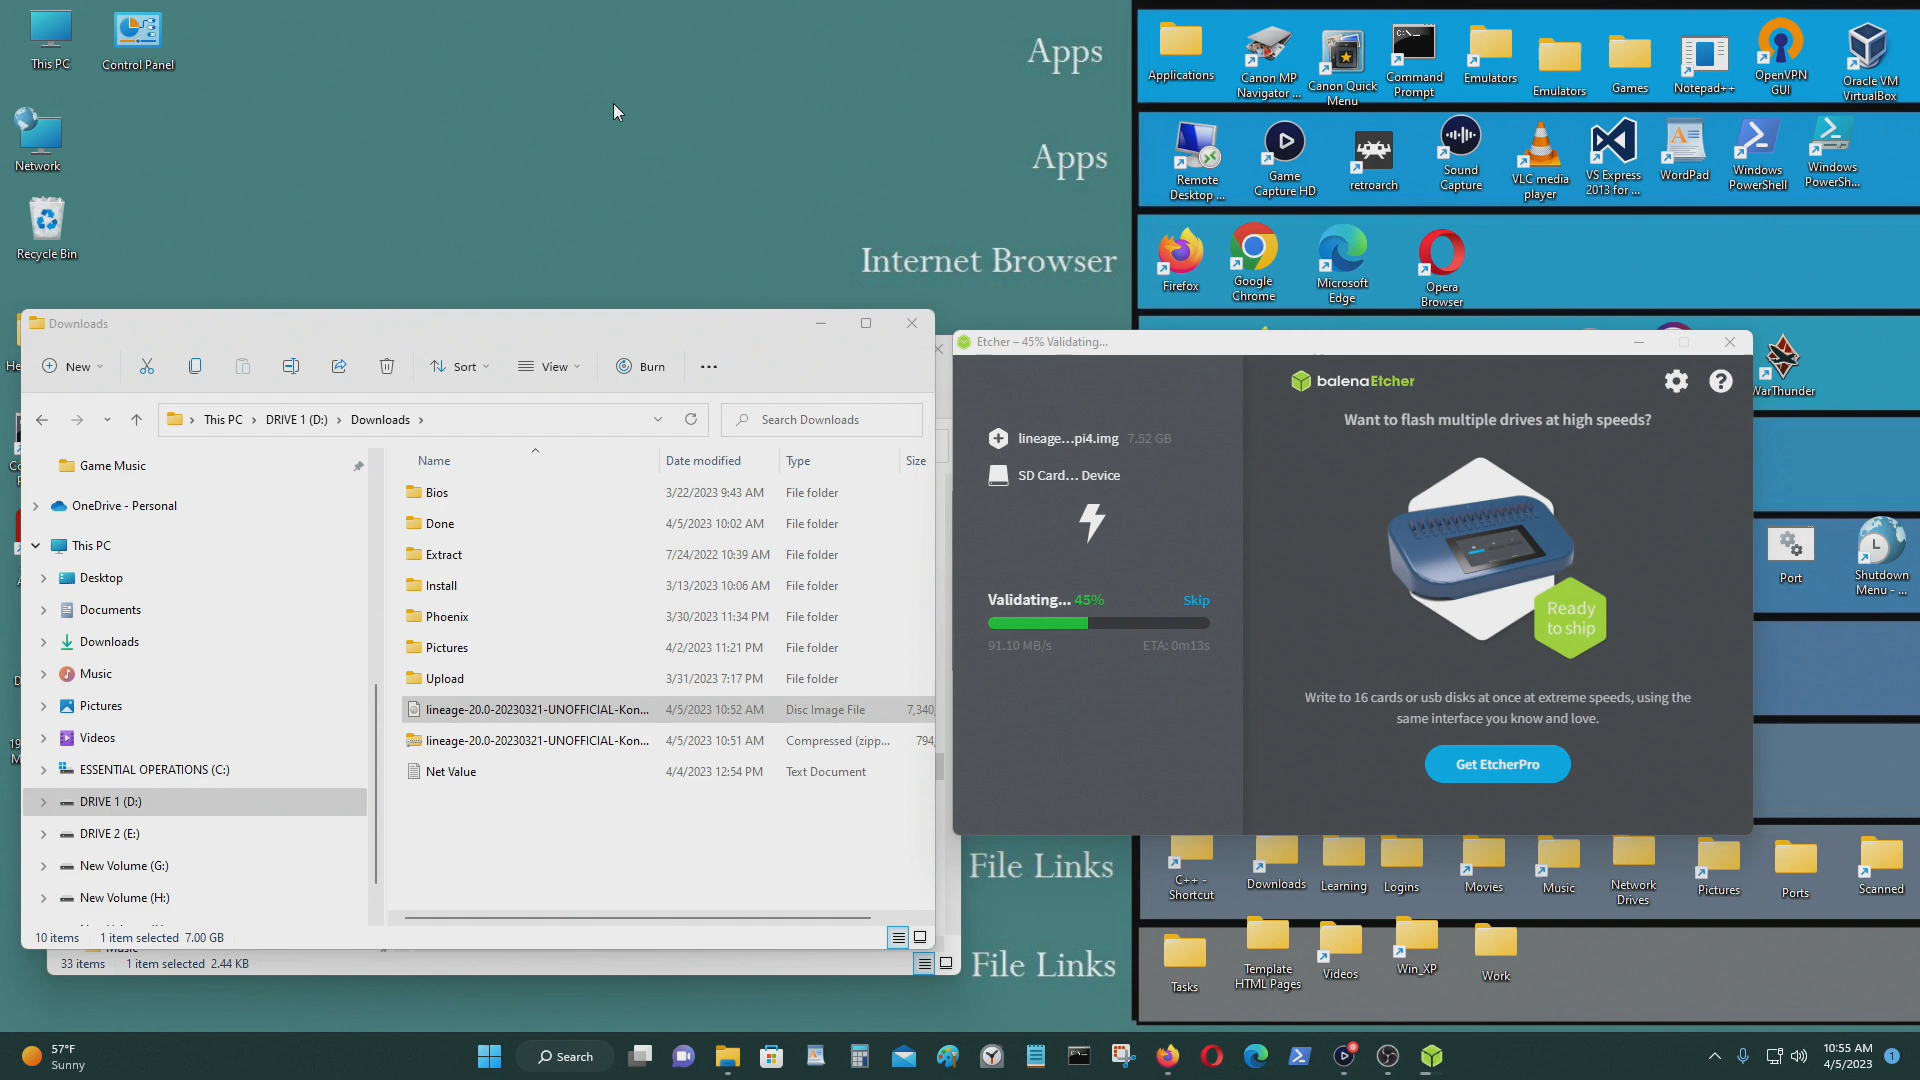 This PC
Control Panel
Network
Recycle Bin
Apps
Applications
Canon MP
Navigator ...
Canon Quick
Menu
Command
Prompt
Emulators
Emulators
Games
Notepad++
OpenVPN
GUI
Oracle VM
VirtualBox
Apps
Remote
Desktop ...
Game
Capture HD
retroarch
Sound
Capture
VLC media
player
VS Express
2013 for ...
WordPad
Windows
PowerShell
Windows
PowerSh...
Internet Browser
Firefox
Google
Chrome
Microsoft
Edge
Opera
Browser
Downloads
New
Sort
View
Burn
This PC
DRIVE 1 (D:)
Downloads
Search Downloads
Game Music
OneDrive - Personal
This PC
Desktop
Documents
Downloads
Music
Pictures
Videos
ESSENTIAL OPERATIONS (C:)
DRIVE 1 (D:)
DRIVE 2 (E:)
New Volume (G:)
New Volume (H:)
Name Date modified Type Size
Bios 3/22/2023 9:43 AM File folder
Done 4/5/2023 10:02 AM File folder
Extract 7/24/2022 10:39 AM File folder
Install 3/13/2023 10:06 AM File folder
Phoenix 3/30/2023 11:34 PM File folder
Pictures 4/2/2023 11:21 PM File folder
Upload 3/31/2023 7:17 PM File folder
lineage-20.0-20230321-UNOFFICIAL-Kon... 4/5/2023 10:52 AM Disc Image File 7,340,
lineage-20.0-20230321-UNOFFICIAL-Kon... 4/5/2023 10:51 AM Compressed (zipp... 794,
Net Value 4/4/2023 12:54 PM Text Document
10 items 1 item selected 7.00 GB
33 items 1 item selected 2.44 KB
Etcher – 45% Validating...
balenaEtcher
Want to flash multiple drives at high speeds?
lineage...pi4.img 7.52 GB
SD Card... Device
Validating... 45% Skip
91.10 MB/s ETA: 0m13s
Ready
to ship
Write to 16 cards or usb disks at once at extreme speeds, using the
same interface you know and love.
Get EtcherPro
WarThunder
Port
Shutdown
Menu - ...
File Links
C++ -
Shortcut
Downloads
Learning
Logins
Movies
Music
Network
Drives
Pictures
Ports
Scanned
File Links
Tasks
Template
HTML Pages
Videos
Win_XP
Work
57°F
Sunny
Search
10:55 AM
4/5/2023
1